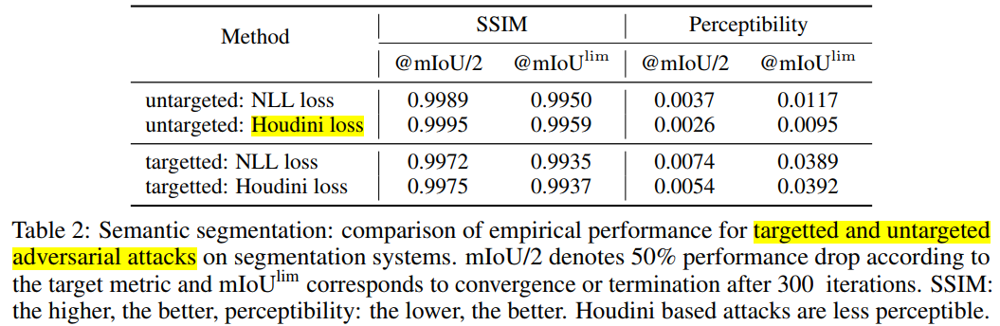 Method SSIM Perceptibility
@mIoU/2 @mIoU^lim @mIoU/2 @mIoU^lim
untargeted: NLL loss 0.9989 0.9950 0.0037 0.0117
untargeted: Houdini loss 0.9995 0.9959 0.0026 0.0095
targetted: NLL loss 0.9972 0.9935 0.0074 0.0389
targetted: Houdini loss 0.9975 0.9937 0.0054 0.0392
Table 2: Semantic segmentation: comparison of empirical performance for targetted and untargeted
adversarial attacks on segmentation systems. mIoU/2 denotes 50% performance drop according to
the target metric and mIoU^lim corresponds to convergence or termination after 300 iterations. SSIM:
the higher, the better, perceptibility: the lower, the better. Houdini based attacks are less perceptible.